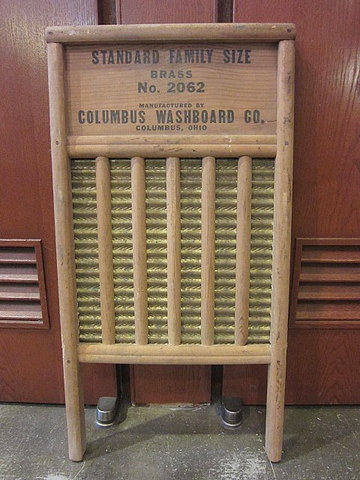 STANDARD FAMILY SIZE
BRASS
No. 2062
MANUFACTURED BY
COLUMBUS WASHBOARD CO.
COLUMBUS, OHIO